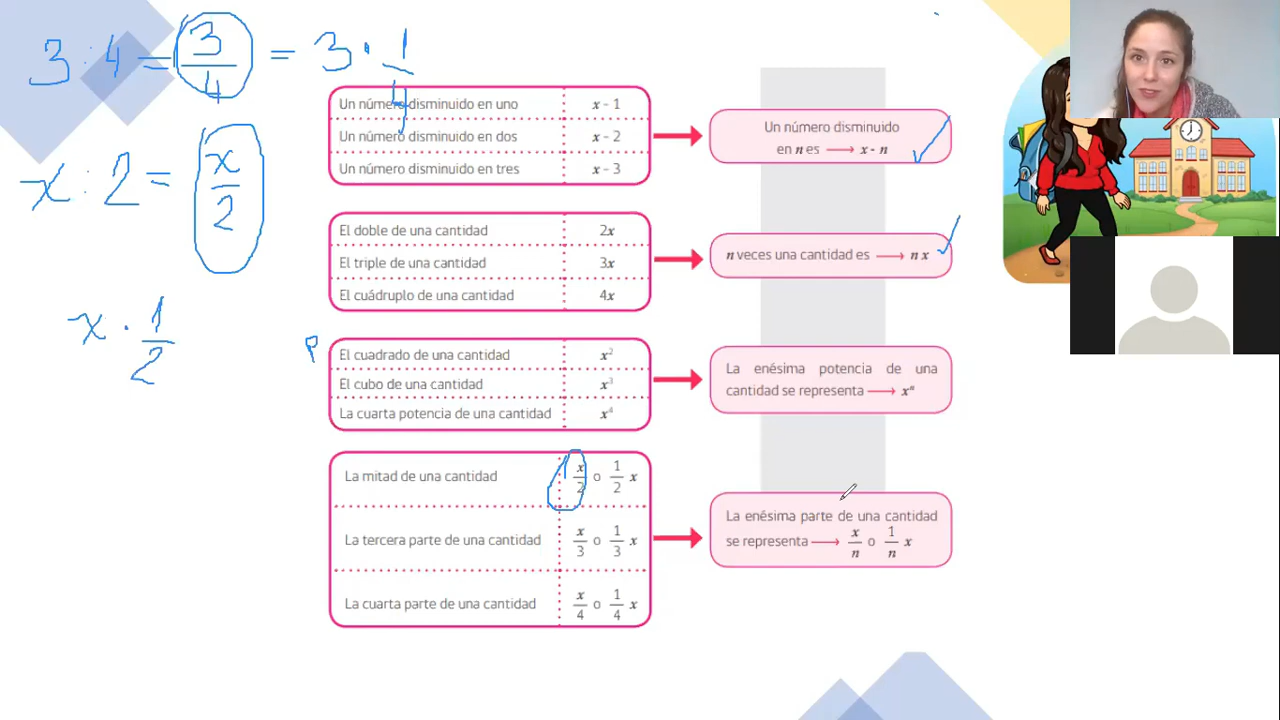 3 : 4 = 3/4 = 3 · 1/4
x : 2 = x/2
x · 1/2
Un número disminuido en uno x - 1
Un número disminuido en dos x - 2
Un número disminuido en tres x - 3
Un número disminuido
en n es ⟶ x - n
El doble de una cantidad 2x
El triple de una cantidad 3x
El cuádruplo de una cantidad 4x
n veces una cantidad es ⟶ n x
P
El cuadrado de una cantidad x²
El cubo de una cantidad x³
La cuarta potencia de una cantidad x⁴
La enésima potencia de una
cantidad se representa ⟶ xⁿ
La mitad de una cantidad x/2 o 1/2 x
La tercera parte de una cantidad x/3 o 1/3 x
La cuarta parte de una cantidad x/4 o 1/4 x
La enésima parte de una cantidad
se representa ⟶ x/n o 1/n x